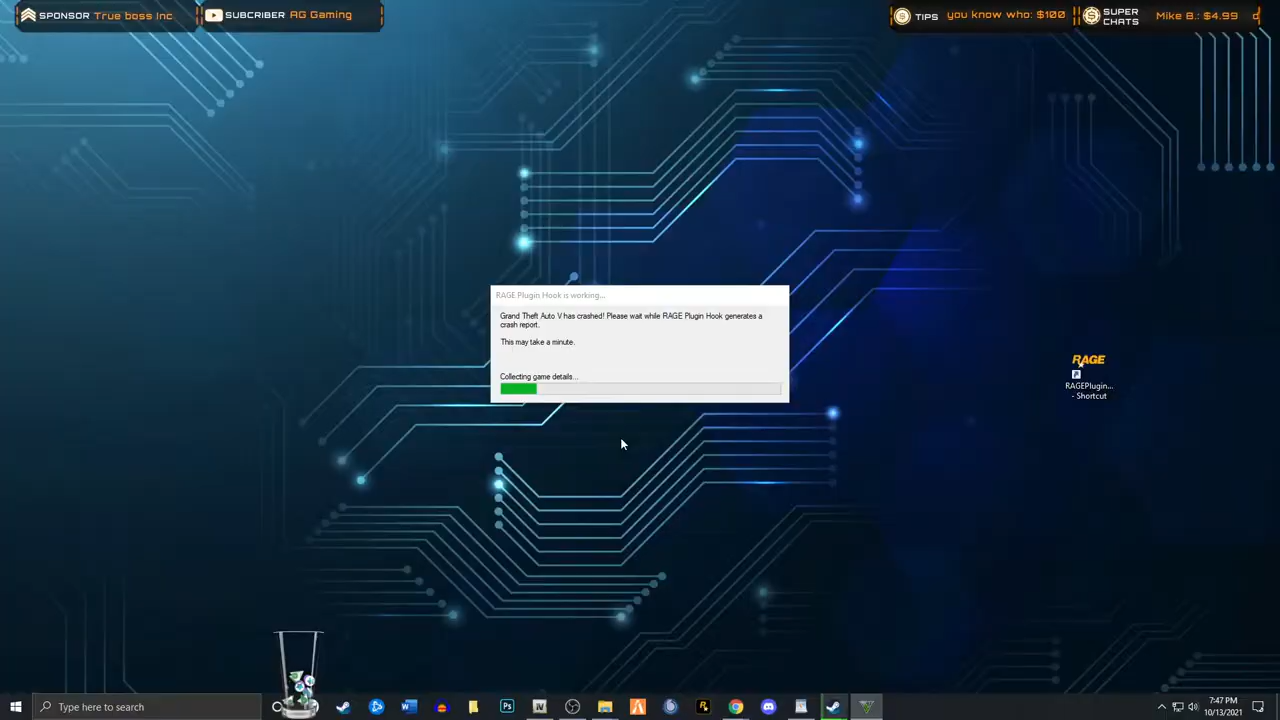 SPONSOR True boss Inc
SUBCRIBER AG Gaming
TIPS you know who: $100
SUPER CHATS Mike B.: $4.99
RAGE Plugin Hook is working...
Grand Theft Auto V has crashed! Please wait while RAGE Plugin Hook generates a
crash report.
This may take a minute.
Collecting game details...
RAGE
RAGEPlugin...
- Shortcut
Type here to search
7:47 PM
10/13/2021